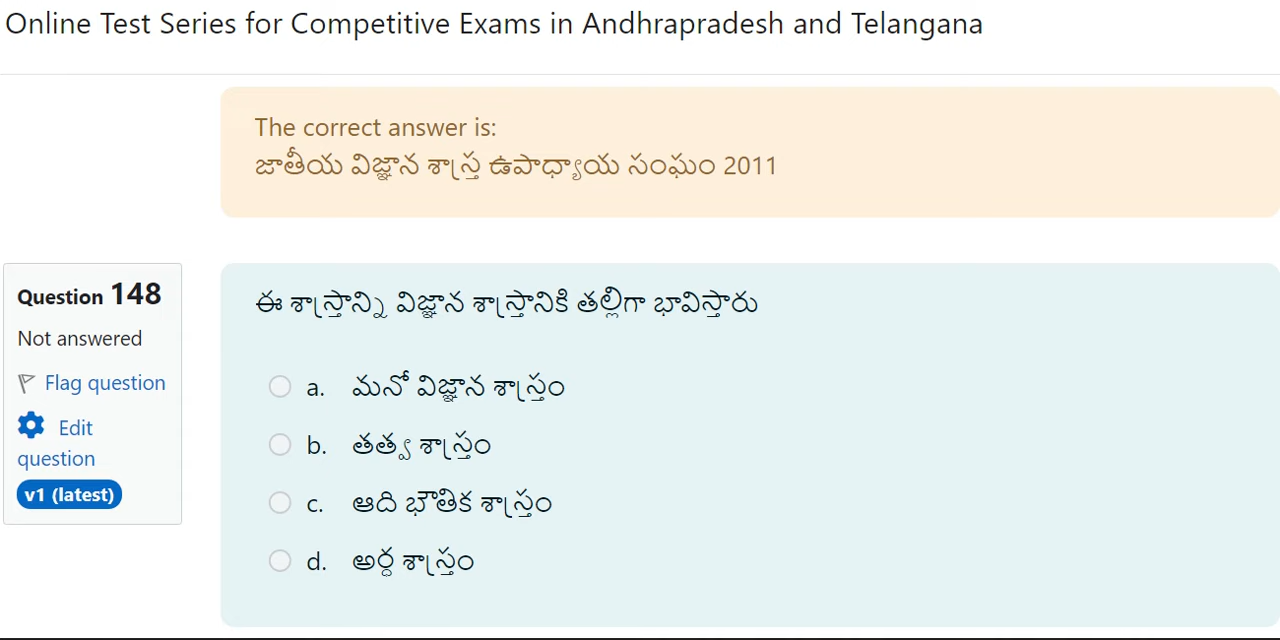 Online Test Series for Competitive Exams in Andhrapradesh and Telangana
The correct answer is:
జాతీయ విజ్ఞాన శాస్త్ర ఉపాధ్యాయ సంఘం 2011
Question 148
Not answered
Flag question
Edit
question
v1 (latest)
ఈ శాస్త్రాన్ని విజ్ఞాన శాస్త్రానికి తల్లిగా భావిస్తారు
a. మనో విజ్ఞాన శాస్త్రం
b. తత్వ శాస్త్రం
c. ఆది భౌతిక శాస్త్రం
d. అర్ధ శాస్త్రం